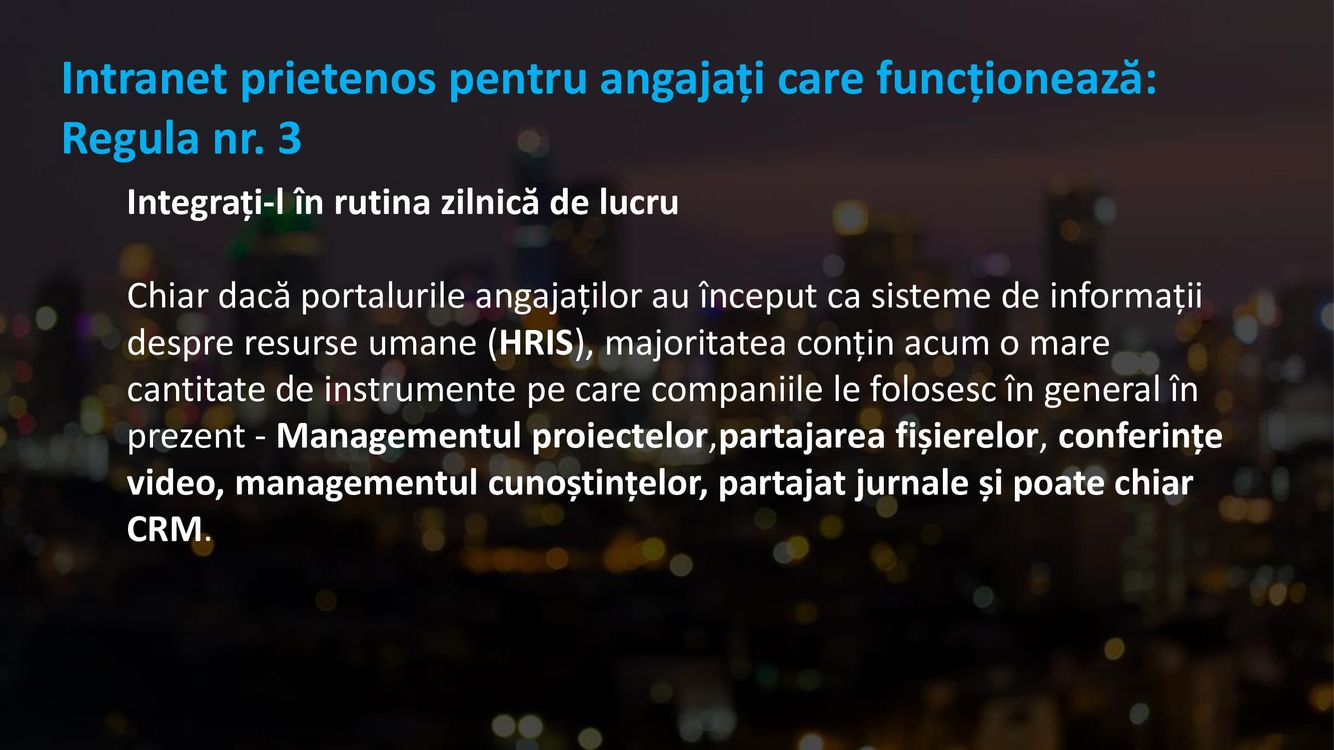 Intranet prietenos pentru angajați care funcționează:
Regula nr. 3
Integrați-l în rutina zilnică de lucru
Chiar dacă portalurile angajaților au început ca sisteme de informații
despre resurse umane (HRIS), majoritatea conțin acum o mare
cantitate de instrumente pe care companiile le folosesc în general în
prezent - Managementul proiectelor,partajarea fișierelor, conferințe
video, managementul cunoștințelor, partajat jurnale și poate chiar
CRM.